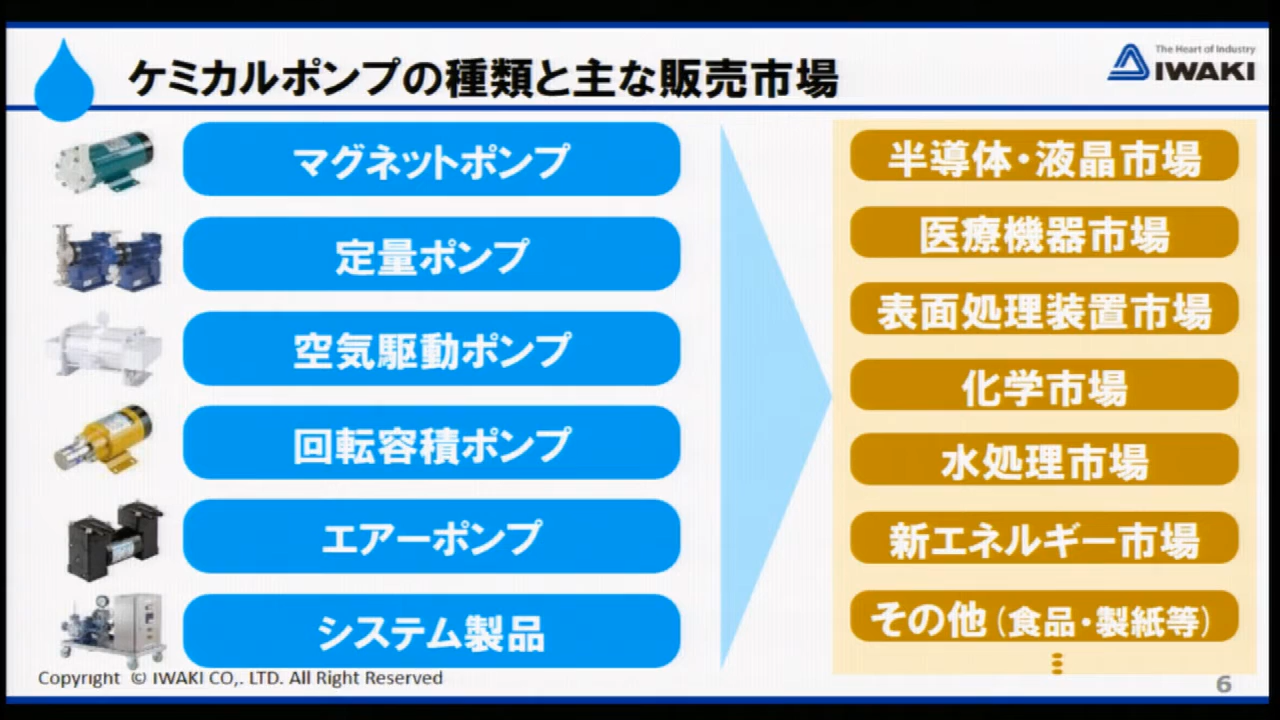 ケミカルポンプの種類と主な販売市場
The Heart of Industry
IWAKI
マグネットポンプ
定量ポンプ
空気駆動ポンプ
回転容積ポンプ
エアーポンプ
システム製品
半導体・液晶市場
医療機器市場
表面処理装置市場
化学市場
水処理市場
新エネルギー市場
その他（食品・製紙等）
Copyright © IWAKI CO,. LTD. All Right Reserved
6